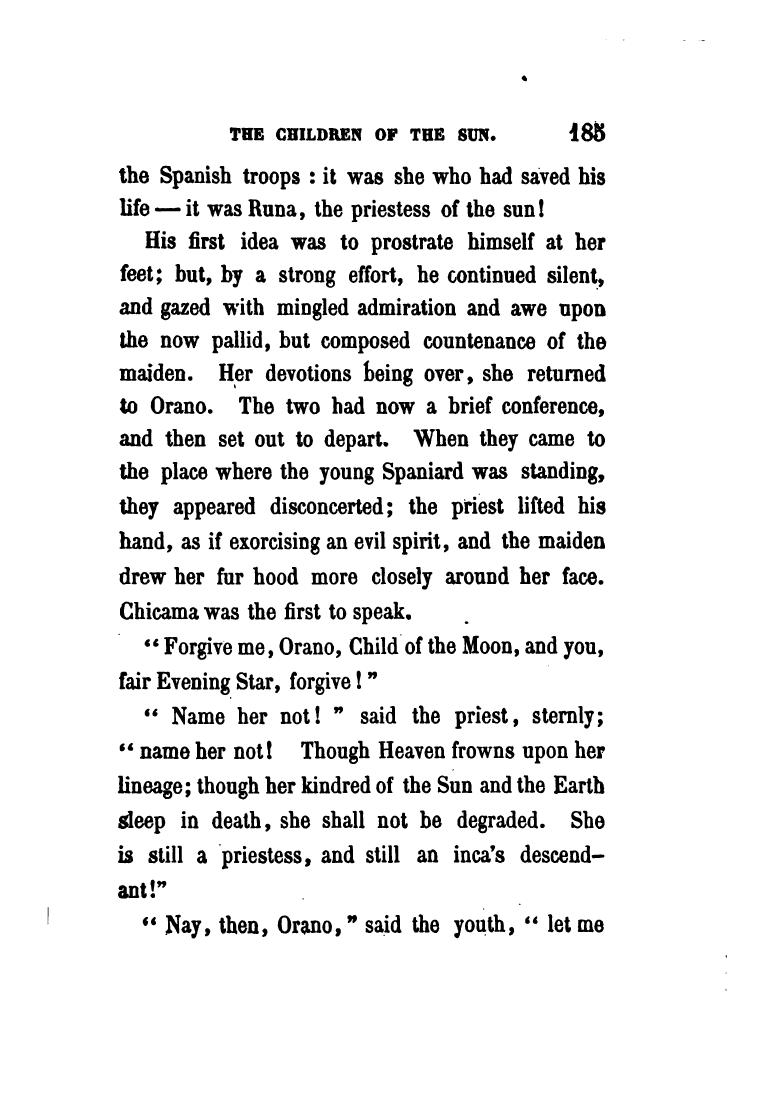 THE CHILDREN OF THE SUN. 185
the Spanish troops : it was she who had saved his
life — it was Runa, the priestess of the sun!
His first idea was to prostrate himself at her
feet; but, by a strong effort, he continued silent,
and gazed with mingled admiration and awe upon
the now pallid, but composed countenance of the
maiden. Her devotions being over, she returned
to Orano. The two had now a brief conference,
and then set out to depart. When they came to
the place where the young Spaniard was standing,
they appeared disconcerted; the priest lifted his
hand, as if exorcising an evil spirit, and the maiden
drew her fur hood more closely around her face.
Chicama was the first to speak.
“ Forgive me, Orano, Child of the Moon, and you,
fair Evening Star, forgive ! ”
“ Name her not! ” said the priest, sternly;
“ name her not! Though Heaven frowns upon her
lineage; though her kindred of the Sun and the Earth
sleep in death, she shall not be degraded. She
is still a priestess, and still an inca's descend-
ant!”
“ Nay, then, Orano, ” said the youth, “ let me